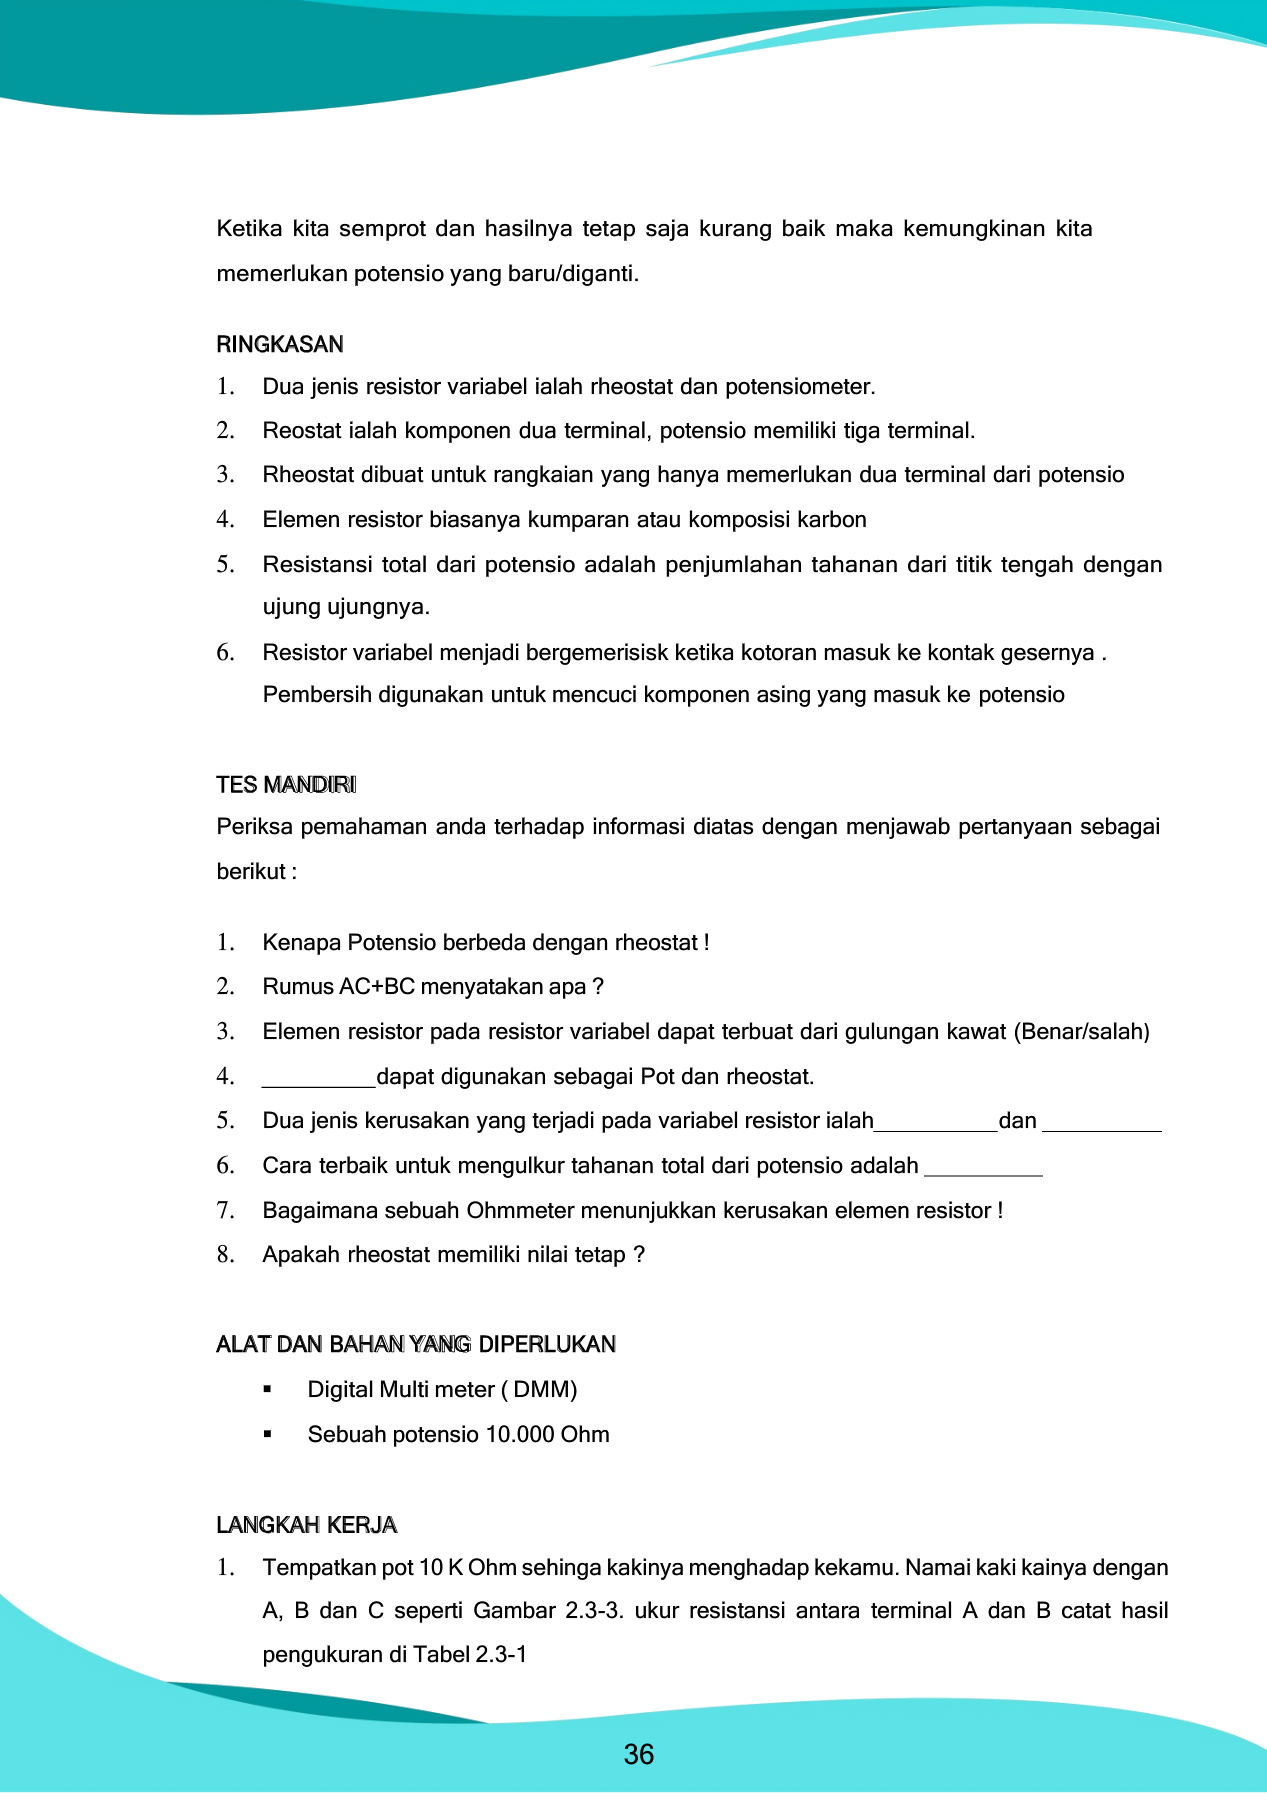 Ketika kita semprot dan hasilnya tetap saja kurang baik maka kemungkinan kita
memerlukan potensio yang baru/diganti.
RINGKASAN
1. Dua jenis resistor variabel ialah rheostat dan potensiometer.
2. Reostat ialah komponen dua terminal, potensio memiliki tiga terminal.
3. Rheostat dibuat untuk rangkaian yang hanya memerlukan dua terminal dari potensio
4. Elemen resistor biasanya kumparan atau komposisi karbon
5. Resistansi total dari potensio adalah penjumlahan tahanan dari titik tengah dengan
ujung ujungnya.
6. Resistor variabel menjadi bergemerisisk ketika kotoran masuk ke kontak gesernya .
Pembersih digunakan untuk mencuci komponen asing yang masuk ke potensio
TES MANDIRI
Periksa pemahaman anda terhadap informasi diatas dengan menjawab pertanyaan sebagai
berikut :
1. Kenapa Potensio berbeda dengan rheostat !
2. Rumus AC+BC menyatakan apa ?
3. Elemen resistor pada resistor variabel dapat terbuat dari gulungan kawat (Benar/salah)
4. _________dapat digunakan sebagai Pot dan rheostat.
5. Dua jenis kerusakan yang terjadi pada variabel resistor ialah__________dan __________
6. Cara terbaik untuk mengulkur tahanan total dari potensio adalah __________
7. Bagaimana sebuah Ohmmeter menunjukkan kerusakan elemen resistor !
8. Apakah rheostat memiliki nilai tetap ?
ALAT DAN BAHAN YANG DIPERLUKAN
▪ Digital Multi meter ( DMM)
▪ Sebuah potensio 10.000 Ohm
LANGKAH KERJA
1. Tempatkan pot 10 K Ohm sehinga kakinya menghadap kekamu. Namai kaki kainya dengan
A, B dan C seperti Gambar 2.3-3. ukur resistansi antara terminal A dan B catat hasil
pengukuran di Tabel 2.3-1
36